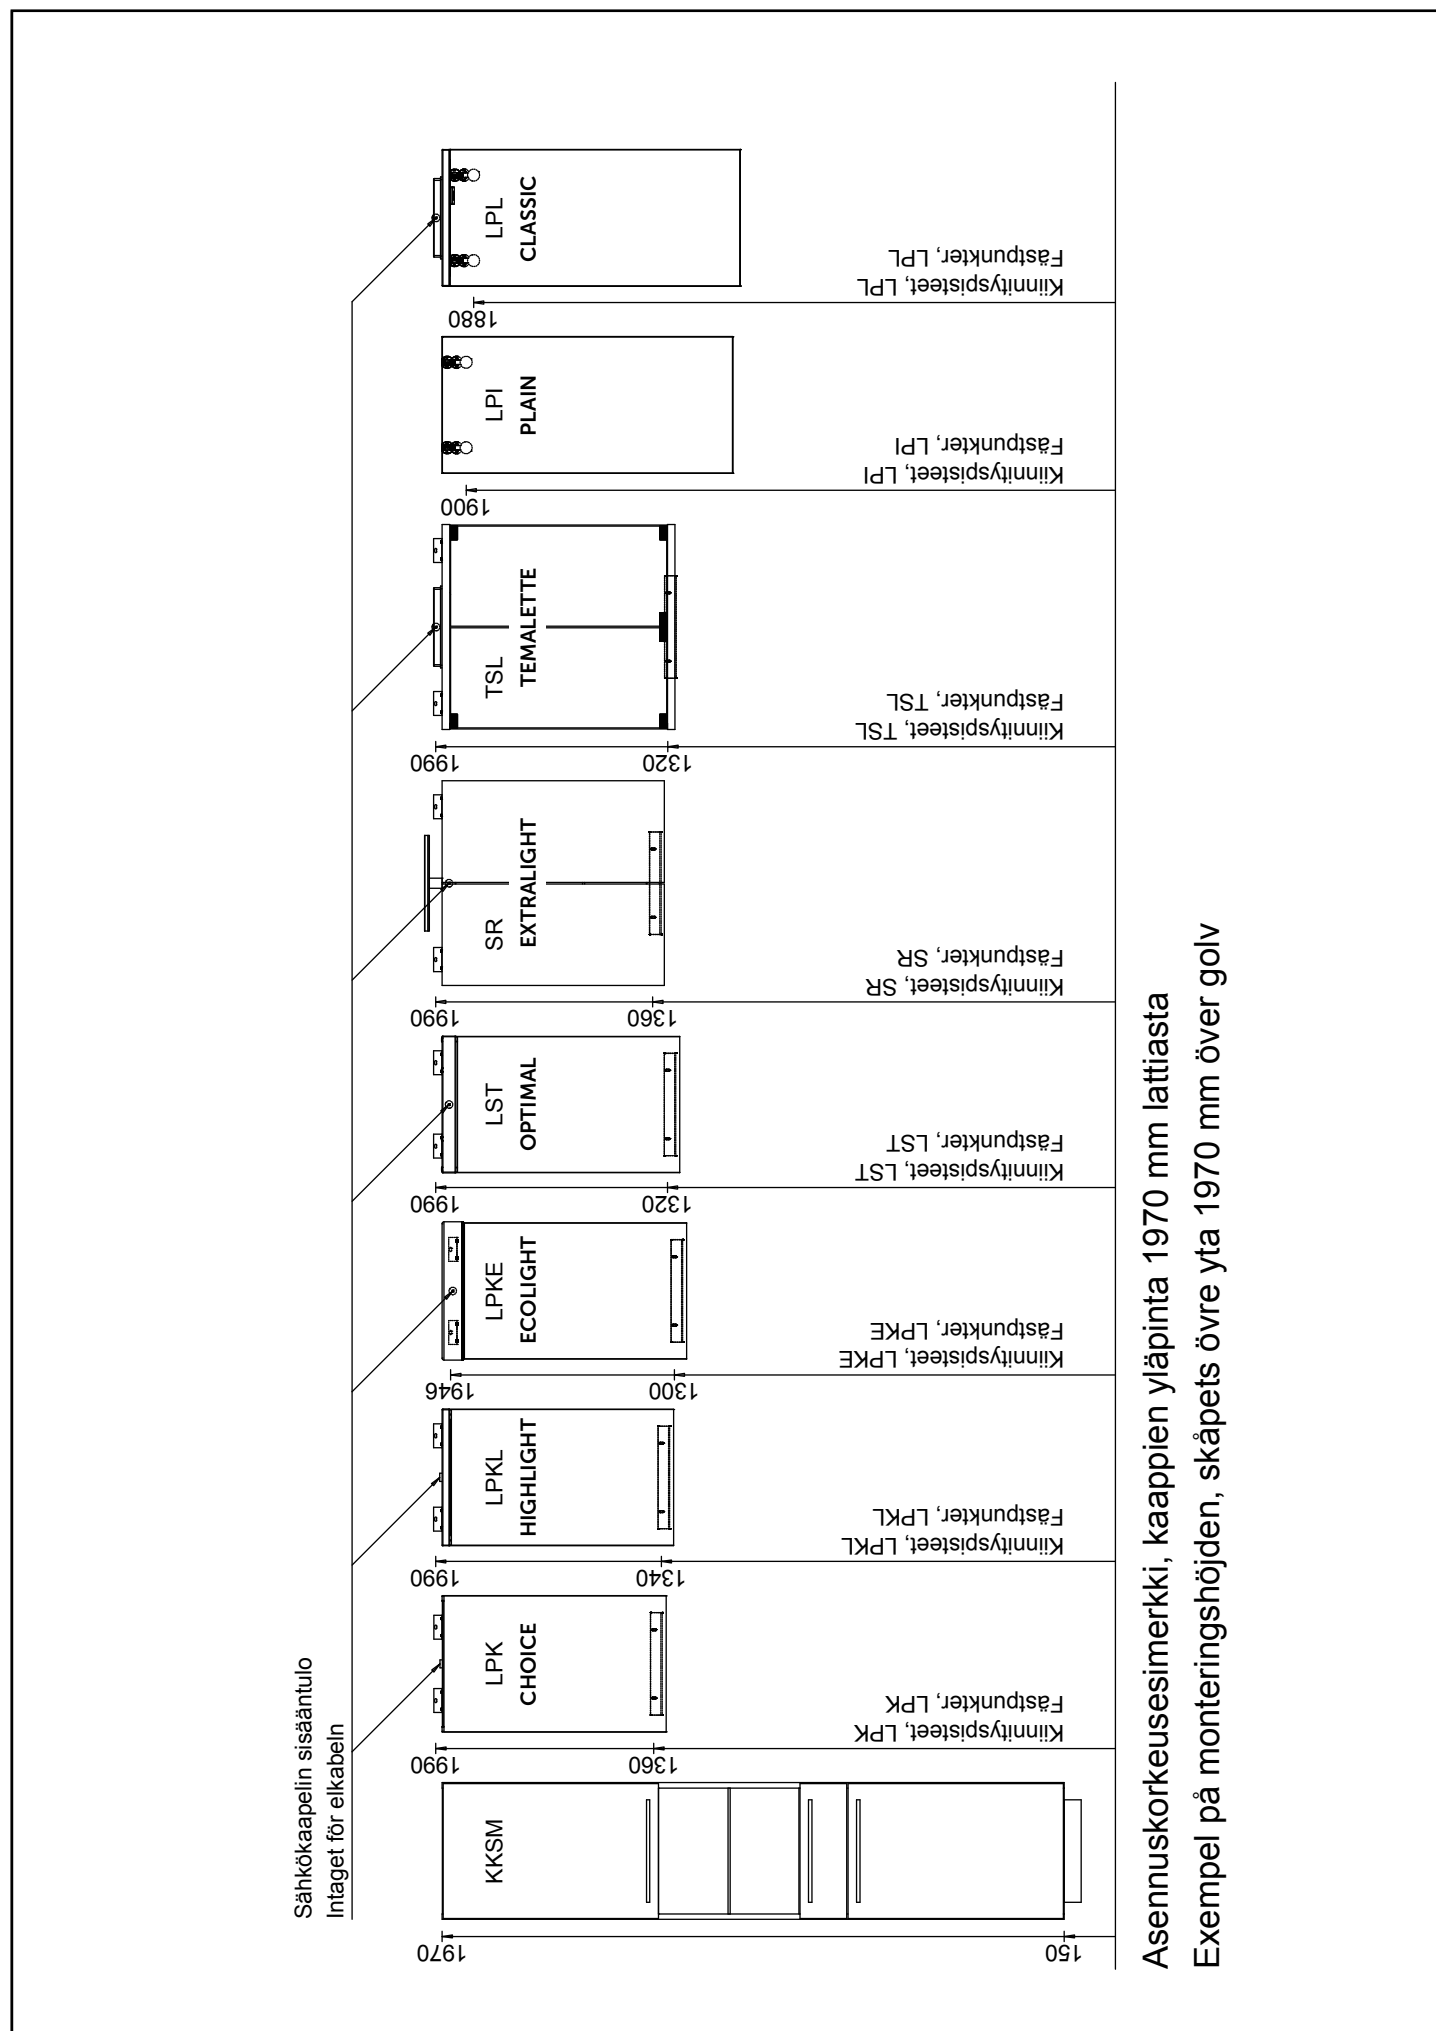 Sähkökaapelin sisääntulo
Intaget för elkabeln
1970
150
KKSM
1990
1360
Kiinnityspisteet, LPK
Fästpunkter, LPK
LPK
CHOICE
1990
1340
Kiinnityspisteet, LPKL
Fästpunkter, LPKL
LPKL
HIGHLIGHT
1946
1300
Kiinnityspisteet, LPKE
Fästpunkter, LPKE
LPKE
ECOLIGHT
1990
1320
Kiinnityspisteet, LST
Fästpunkter, LST
LST
OPTIMAL
1990
1360
Kiinnityspisteet, SR
Fästpunkter, SR
SR
EXTRALIGHT
1990
1320
Kiinnityspisteet, TSL
Fästpunkter, TSL
TSL
TEMALETTE
1900
Kiinnityspisteet, LPI
Fästpunkter, LPI
LPI
PLAIN
1880
Kiinnityspisteet, LPL
Fästpunkter, LPL
LPL
CLASSIC
Asennuskorkeusesimerkki, kaappien yläpinta 1970 mm lattiasta
Exempel på monteringshöjden, skåpets övre yta 1970 mm över golv